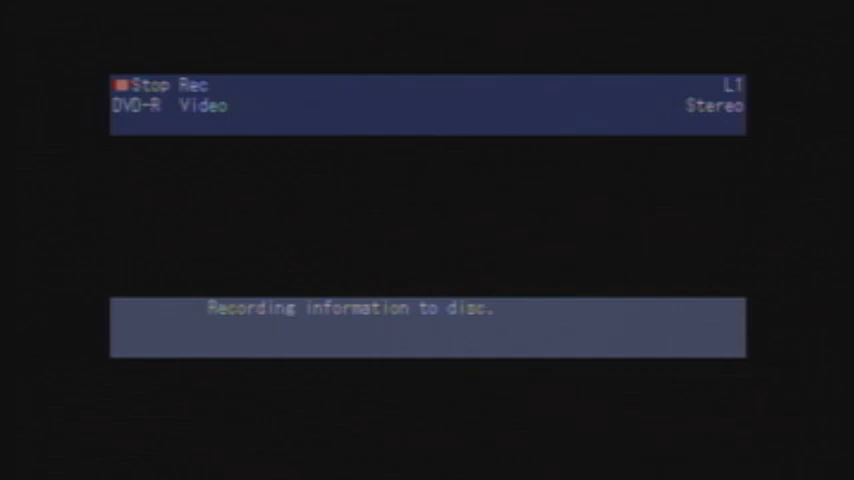 Stop Rec L1
DVD-R Video Stereo
Recording information to disc.